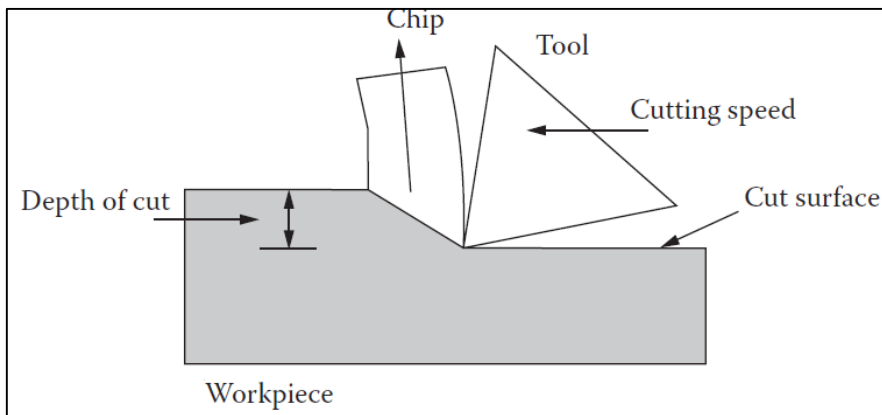 Chip
Tool
Cutting speed
Depth of cut
Cut surface
Workpiece